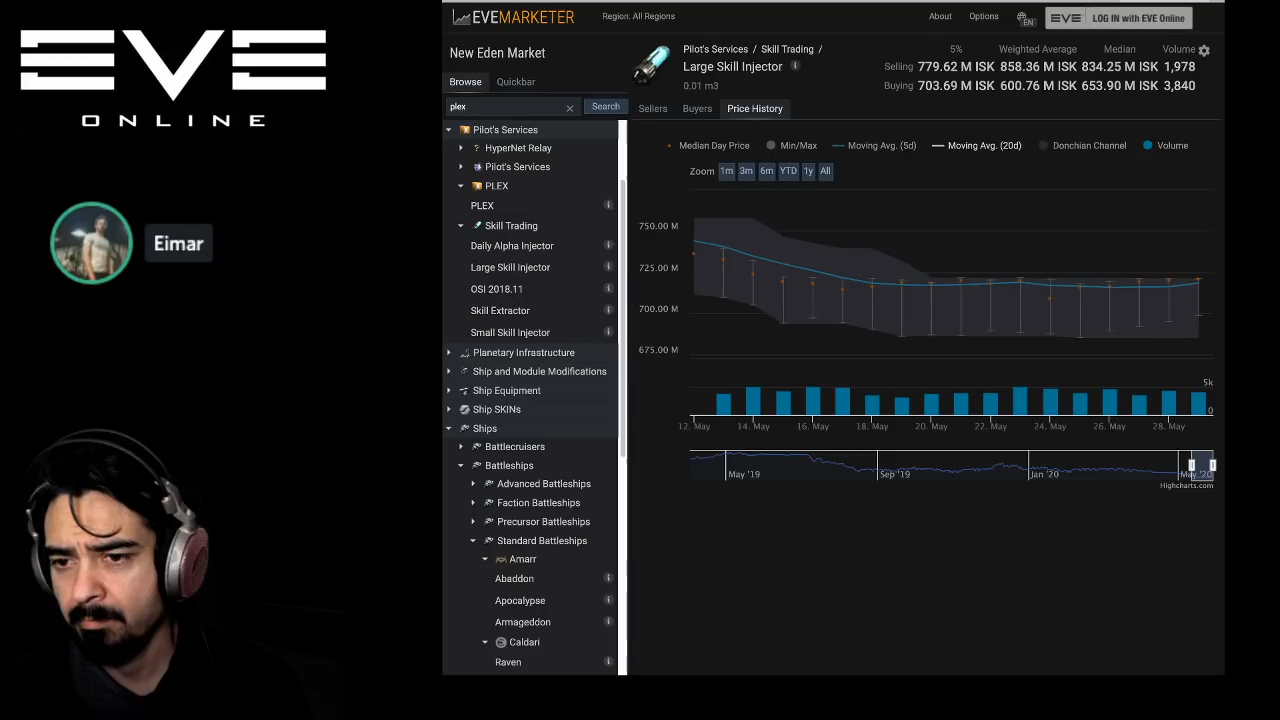 EVE
ONLINE
Eimar
EVEMARKETER
Region: All Regions
About
Options
EN
EVE LOG IN with EVE Online
New Eden Market
Browse
Quickbar
plex
Search
Pilot's Services
HyperNet Relay
Pilot's Services
PLEX
PLEX
Skill Trading
Daily Alpha Injector
Large Skill Injector
OSI 2018.11
Skill Extractor
Small Skill Injector
Planetary Infrastructure
Ship and Module Modifications
Ship Equipment
Ship SKINs
Ships
Battlecruisers
Battleships
Advanced Battleships
Faction Battleships
Precursor Battleships
Standard Battleships
Amarr
Abaddon
Apocalypse
Armageddon
Caldari
Raven
Pilot's Services / Skill Trading /
Large Skill Injector
0.01 m3
5% Weighted Average Median Volume
Selling 779.62 M ISK 858.36 M ISK 834.25 M ISK 1,978
Buying 703.69 M ISK 600.76 M ISK 653.90 M ISK 3,840
Sellers
Buyers
Price History
Median Day Price
Min/Max
Moving Avg. (5d)
Moving Avg. (20d)
Donchian Channel
Volume
Zoom 1m 3m 6m YTD 1y All
750.00 M
725.00 M
700.00 M
675.00 M
5k
0
12. May 14. May 16. May 18. May 20. May 22. May 24. May 26. May 28. May
May '19 Sep '19 Jan '20 May '20
Highcharts.com